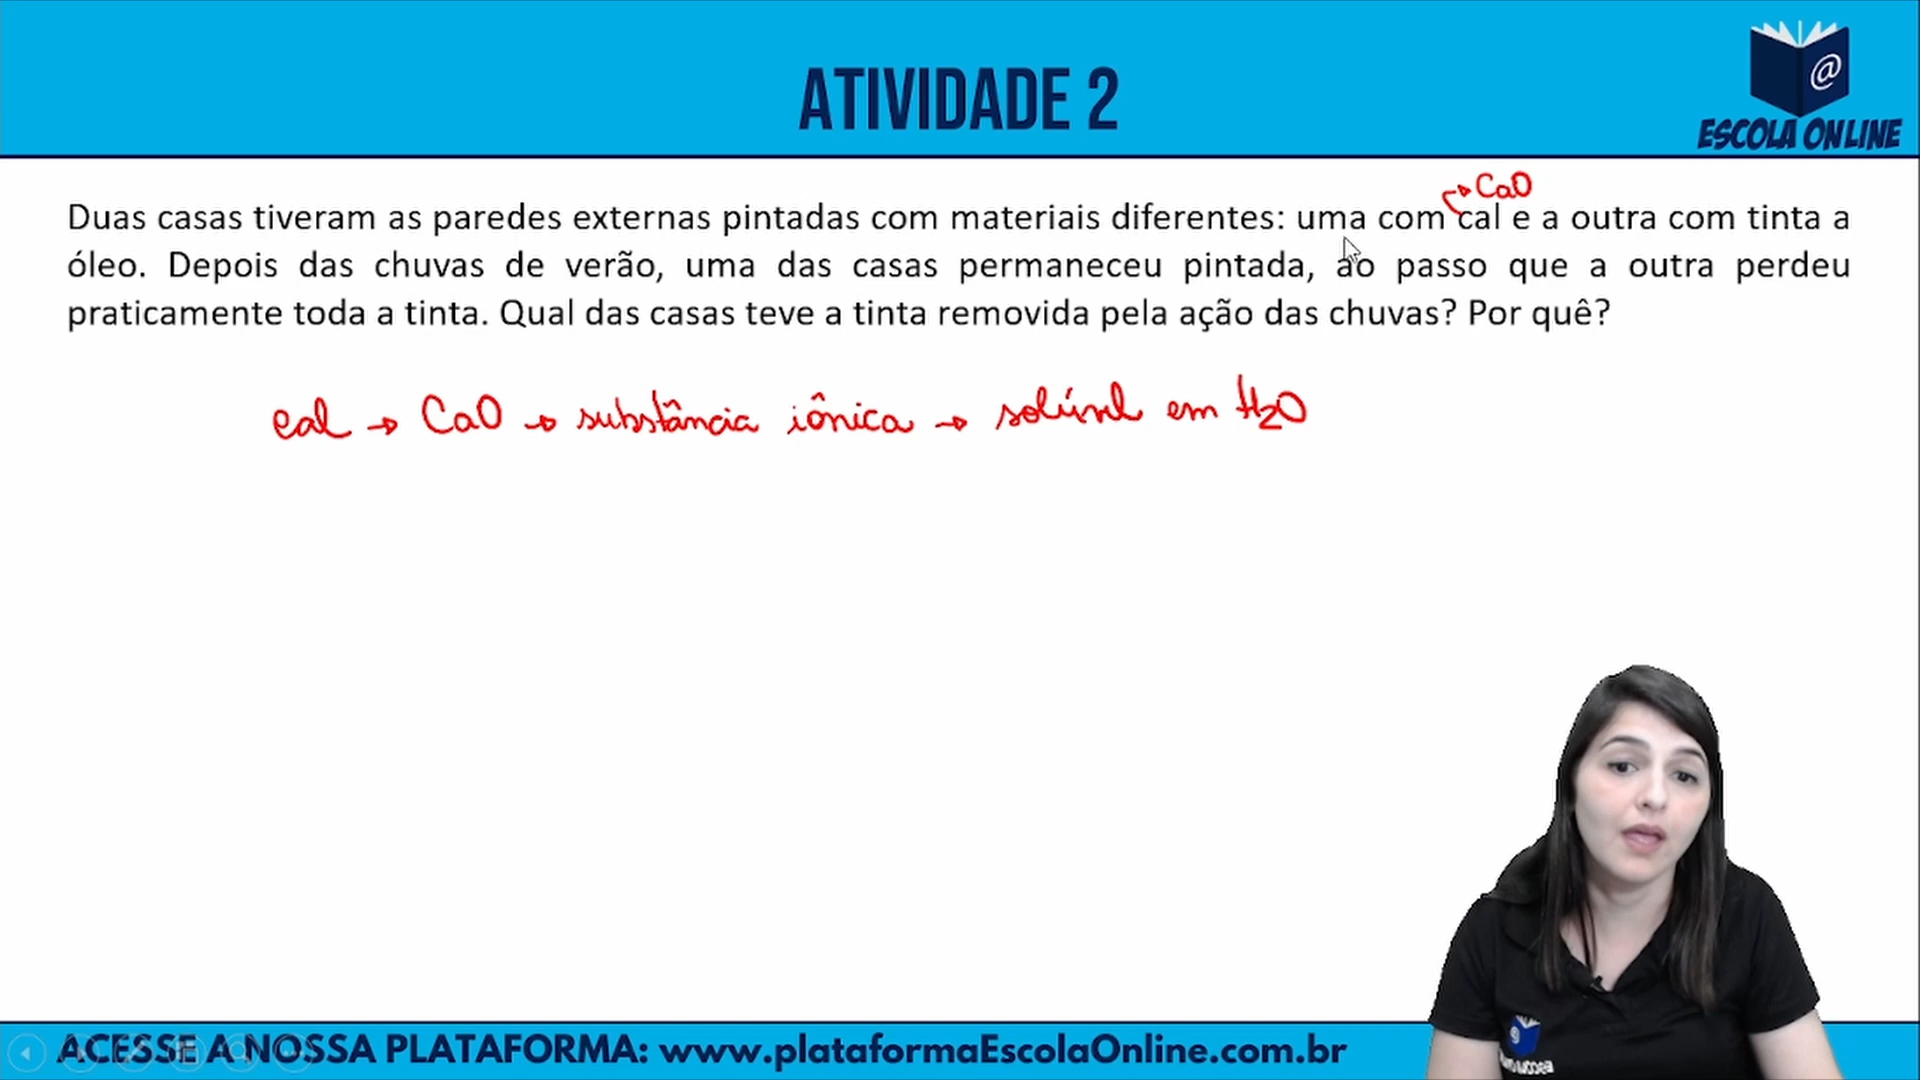 ATIVIDADE 2
@
ESCOLA ONLINE
CaO
Duas casas tiveram as paredes externas pintadas com materiais diferentes: uma com cal e a outra com tinta a
óleo. Depois das chuvas de verão, uma das casas permaneceu pintada, ao passo que a outra perdeu
praticamente toda a tinta. Qual das casas teve a tinta removida pela ação das chuvas? Por quê?
cal → CaO → substância iônica → solúvel em H2O
ACESSE A NOSSA PLATAFORMA: www.plataformaEscolaOnline.com.br